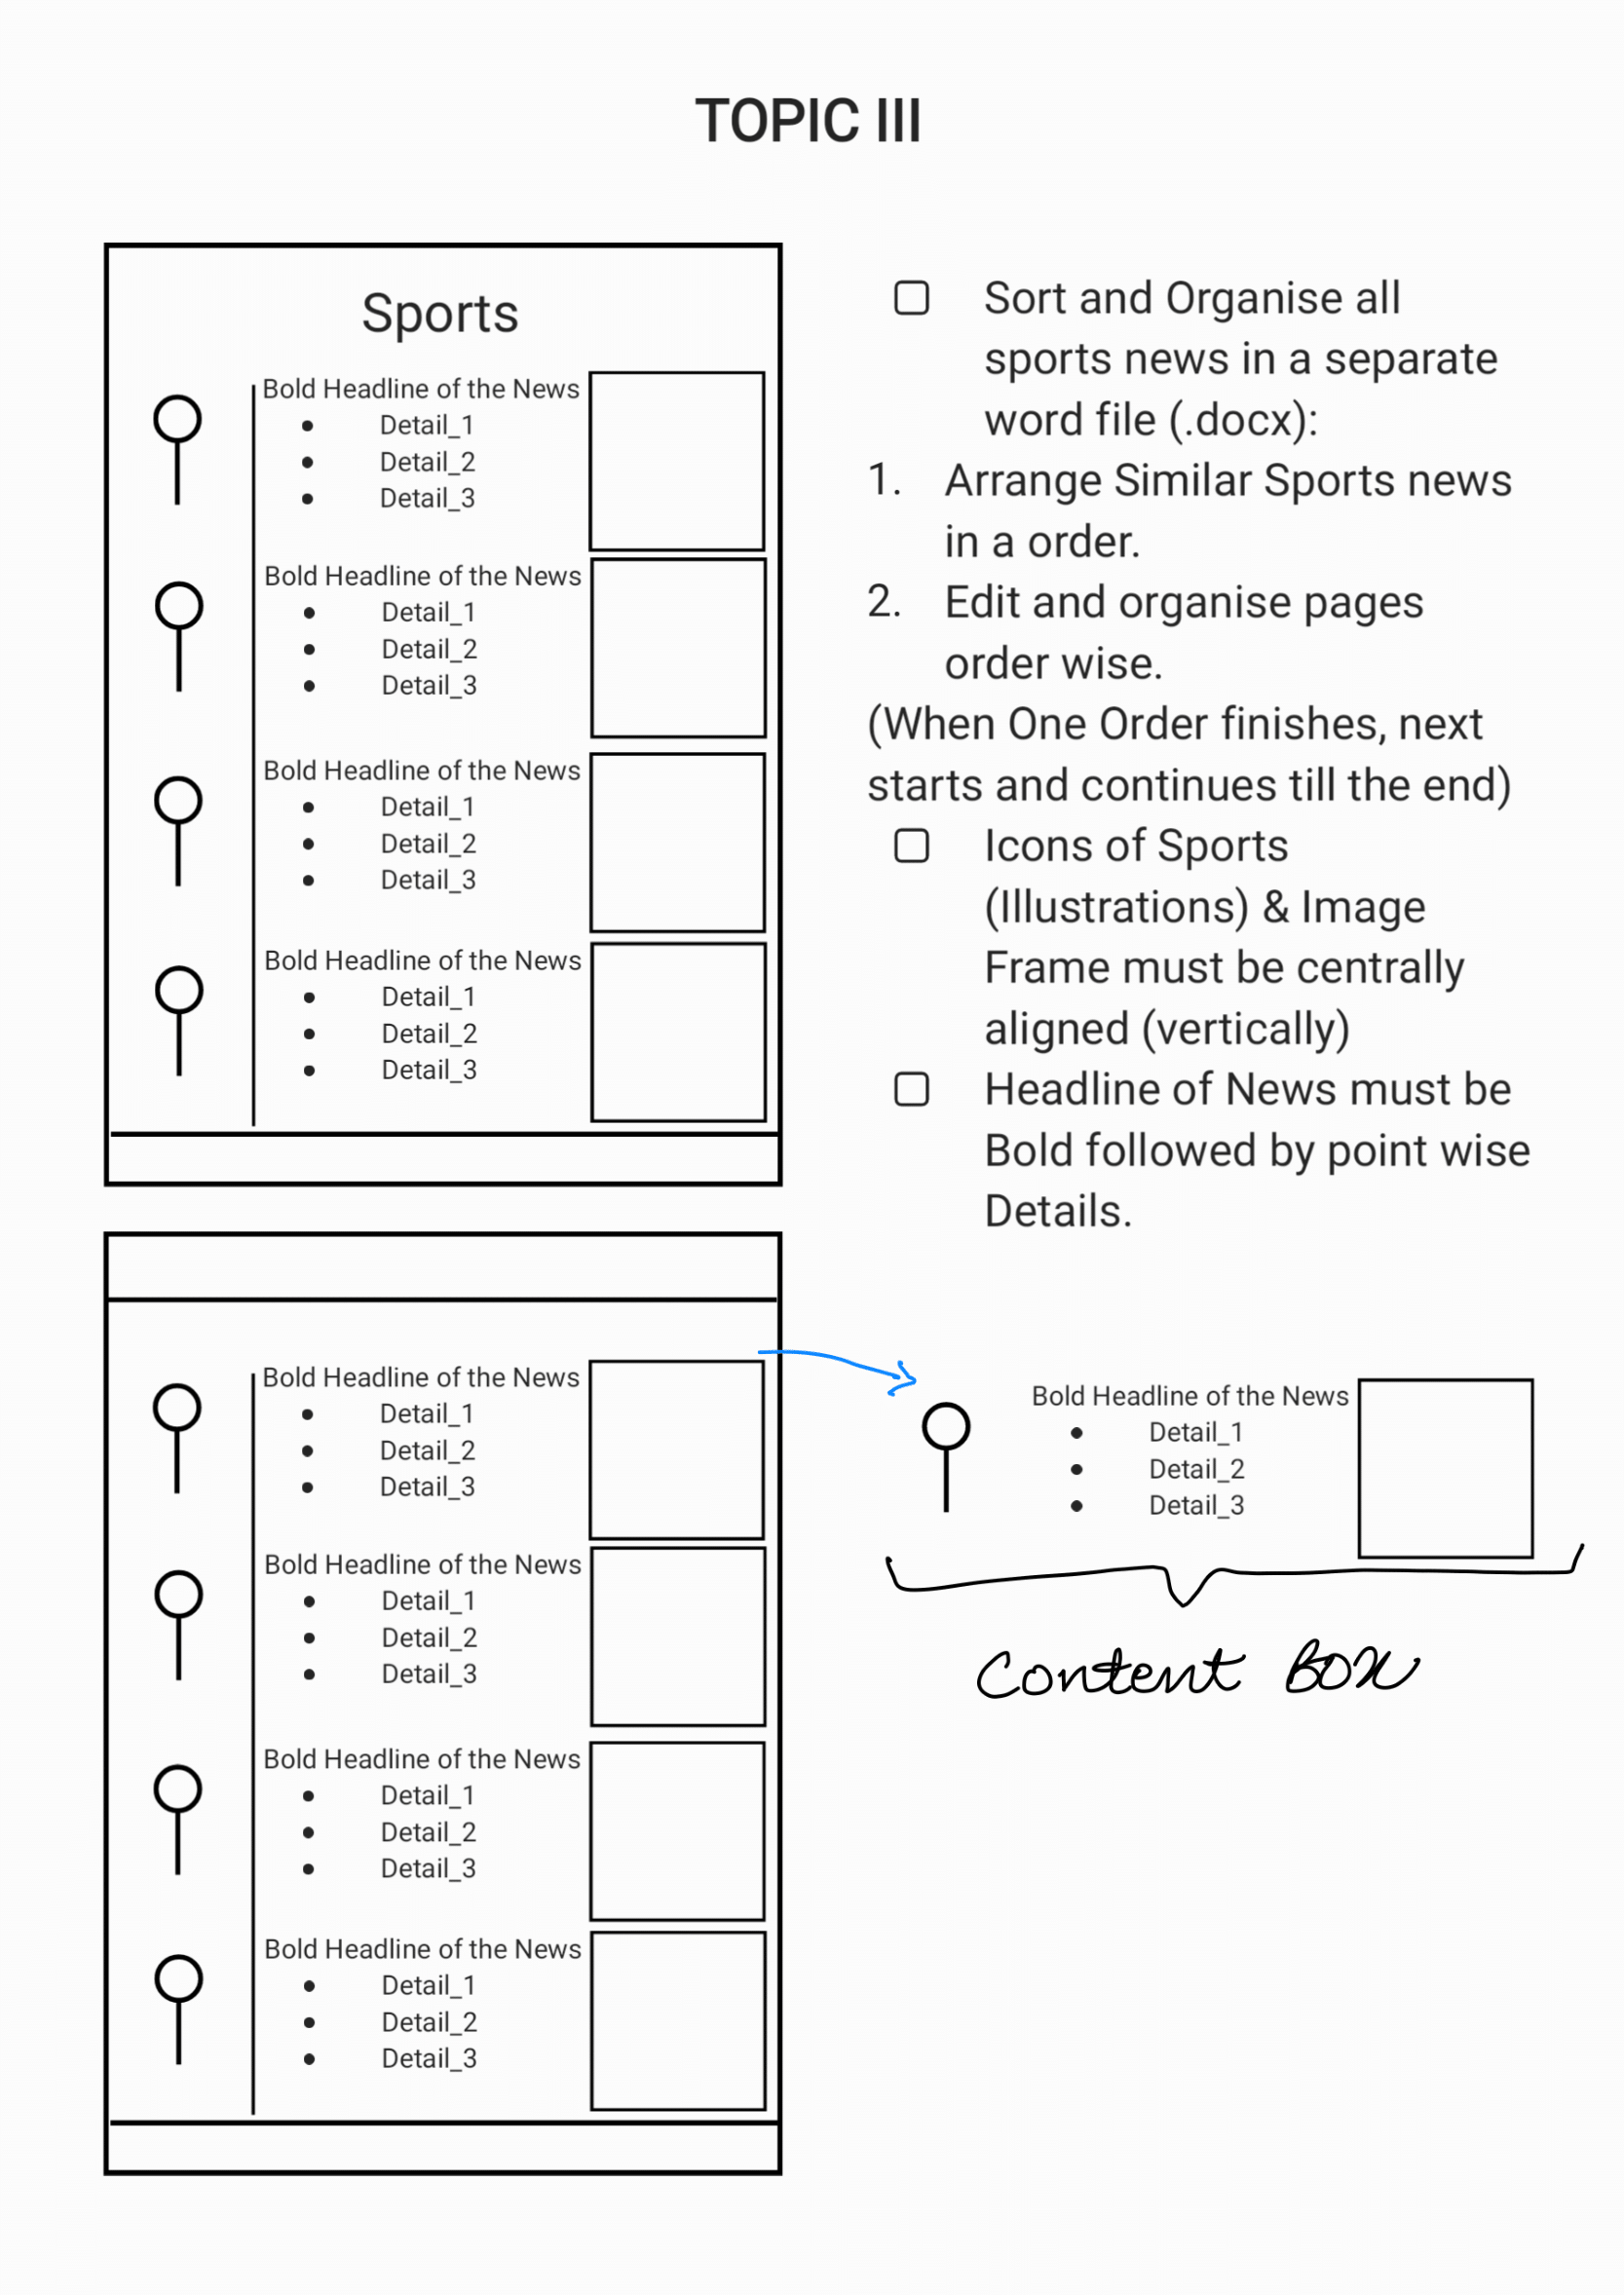 TOPIC III
Sports
Bold Headline of the News
• Detail_1
• Detail_2
• Detail_3
Bold Headline of the News
• Detail_1
• Detail_2
• Detail_3
Bold Headline of the News
• Detail_1
• Detail_2
• Detail_3
Bold Headline of the News
• Detail_1
• Detail_2
• Detail_3
Sort and Organise all
sports news in a separate
word file (.docx):
1. Arrange Similar Sports news
in a order.
2. Edit and organise pages
order wise.
(When One Order finishes, next
starts and continues till the end)
Icons of Sports
(Illustrations) & Image
Frame must be centrally
aligned (vertically)
Headline of News must be
Bold followed by point wise
Details.
Bold Headline of the News
• Detail_1
• Detail_2
• Detail_3
Bold Headline of the News
• Detail_1
• Detail_2
• Detail_3
Bold Headline of the News
• Detail_1
• Detail_2
• Detail_3
Bold Headline of the News
• Detail_1
• Detail_2
• Detail_3
Bold Headline of the News
• Detail_1
• Detail_2
• Detail_3
Content Box